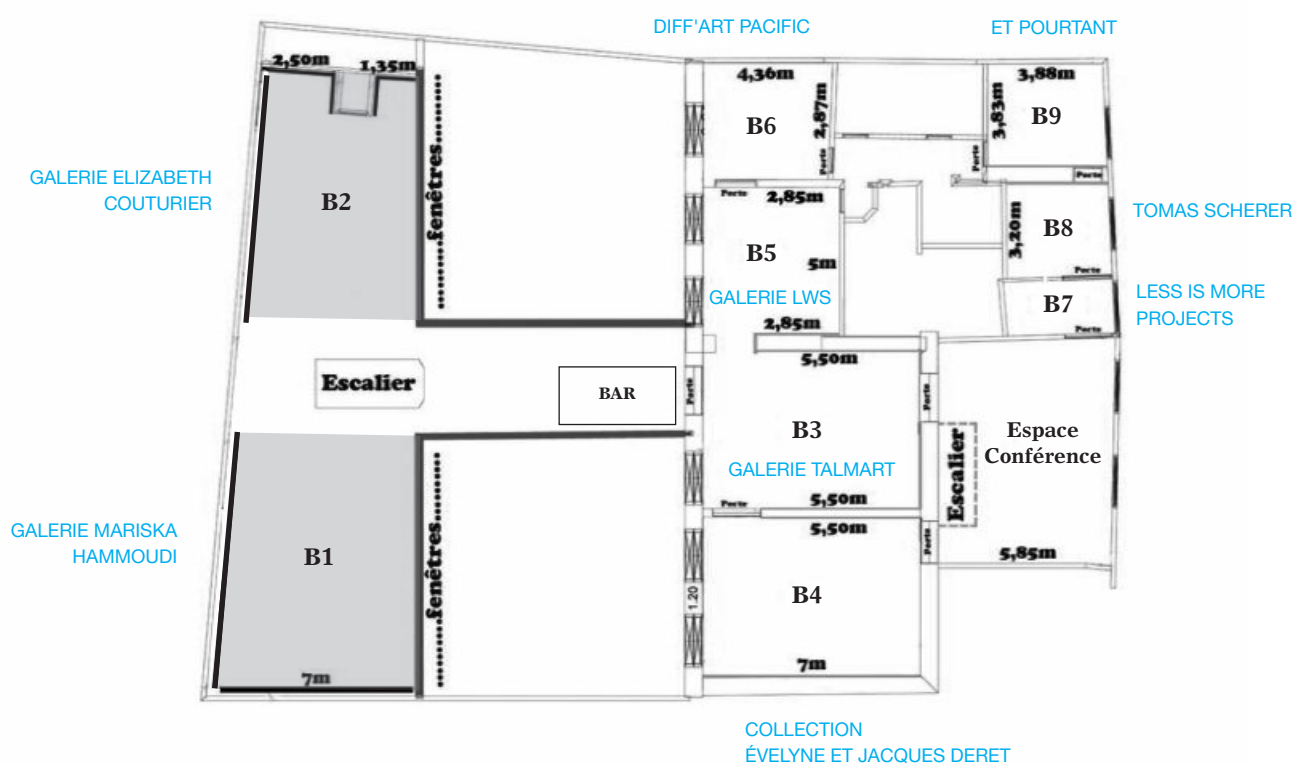 DIFF'ART PACIFIC
ET POURTANT
2,50m
1,35m
4,36m
3,88m
fenêtres
B6
2,87m
3,83m
B9
Porte
Porte
Porte
GALERIE ELIZABETH
COUTURIER
B2
Porte
2,85m
3,20m
B8
TOMAS SCHERER
B5
5m
Porte
GALERIE LWS
B7
LESS IS MORE
PROJECTS
2,85m
Porte
5,50m
Escalier
BAR
Porte
Porte
B3
Escalier
Espace
Conférence
GALERIE TALMART
fenêtres
5,50m
Porte
5,50m
Porte
5,85m
GALERIE MARISKA
HAMMOUDI
B1
1.20
B4
7m
7m
COLLECTION
ÉVELYNE ET JACQUES DERET